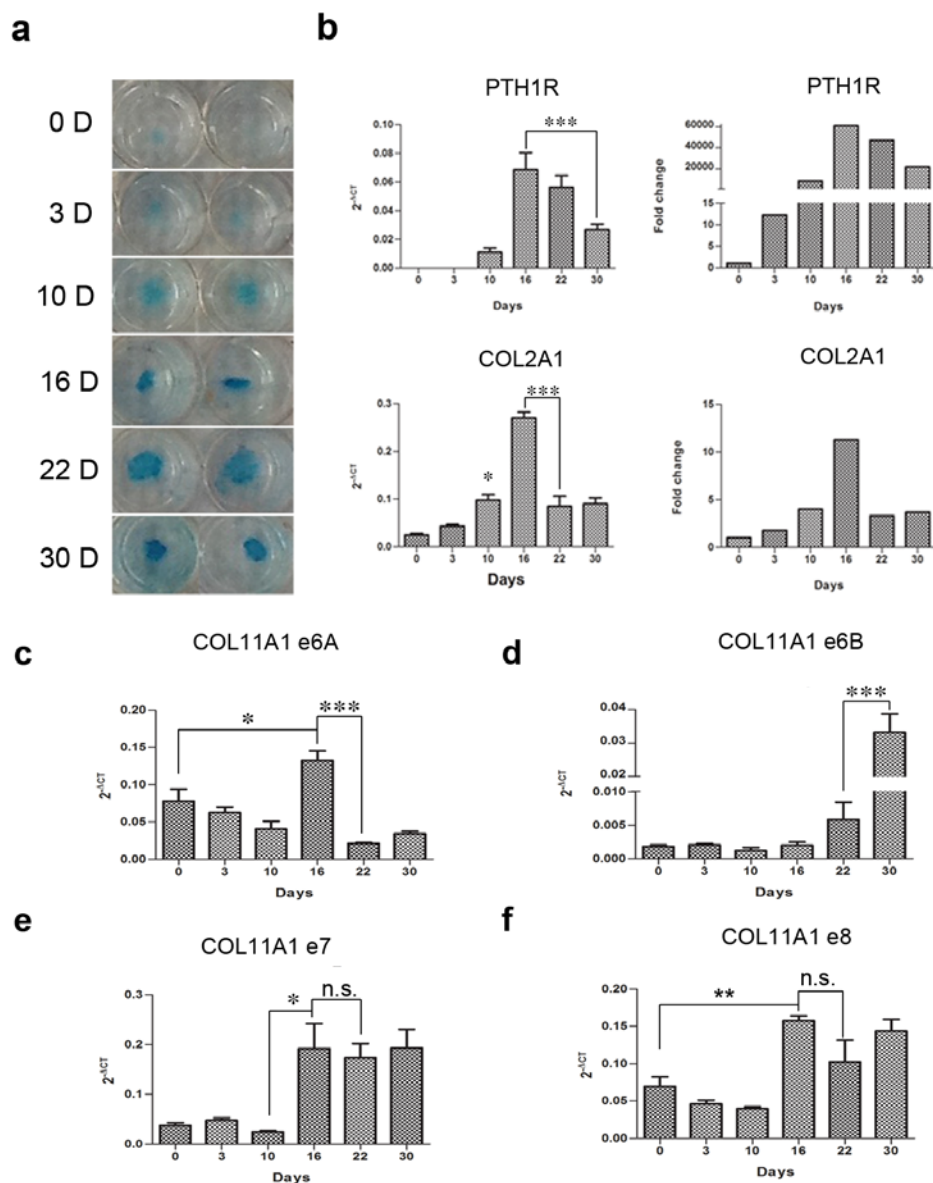 a
0 D
3 D
10 D
16 D
22 D
30 D
b
PTH1R
***
0.10
0.08
0.06
0.04
0.02
0.00
2^-ΔCT
0 3 10 16 22 30
Days
PTH1R
60000
40000
20000
15
10
5
0
Fold change
0 3 10 16 22 30
Days
COL2A1
***
*
0.3
0.2
0.1
0.0
2^-ΔCT
0 3 10 16 22 30
Days
COL2A1
15
10
5
0
Fold change
0 3 10 16 22 30
Days
c
COL11A1 e6A
* ***
0.20
0.15
0.10
0.05
0.00
2^-ΔCT
0 3 10 16 22 30
Days
d
COL11A1 e6B
***
0.04
0.03
0.02
0.010
0.005
0.000
2^-ΔCT
0 3 10 16 22 30
Days
e
COL11A1 e7
* n.s.
0.3
0.2
0.1
0.0
2^-ΔCT
0 3 10 16 22 30
Days
f
COL11A1 e8
** n.s.
0.20
0.15
0.10
0.05
0.00
2^-ΔCT
0 3 10 16 22 30
Days